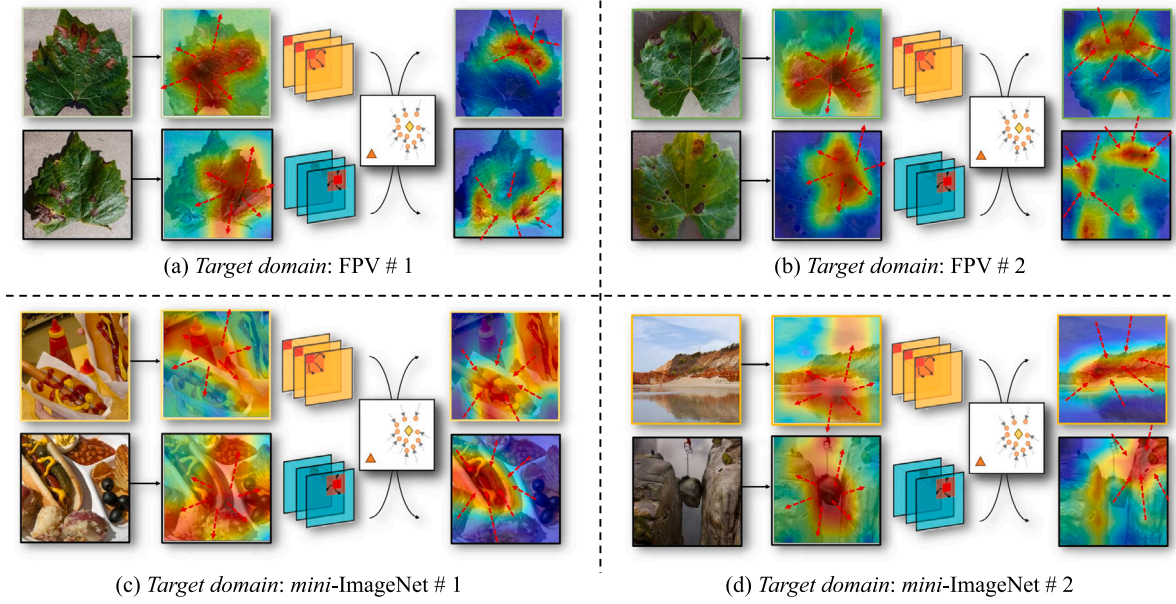 (a) Target domain: FPV # 1
(b) Target domain: FPV # 2
(c) Target domain: mini-ImageNet # 1
(d) Target domain: mini-ImageNet # 2